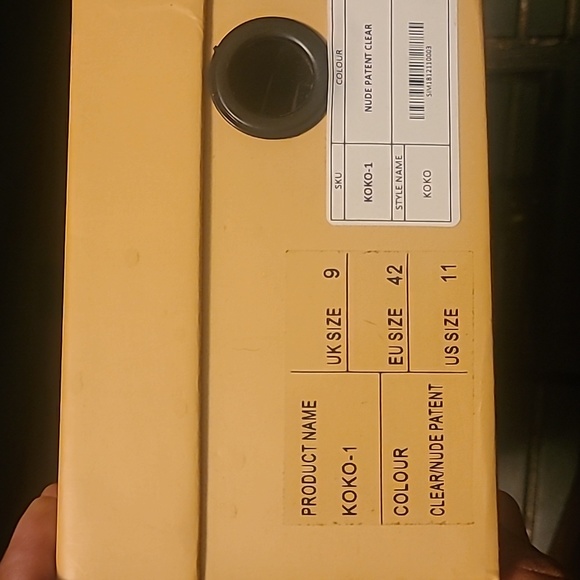 SKU
COLOUR
KOKO-1
NUDE PATENT CLEAR
STYLE NAME
KOKO
SIM1812110003
PRODUCT NAME
UK SIZE 9
KOKO-1
EU SIZE 42
COLOUR
US SIZE 11
CLEAR/NUDE PATENT